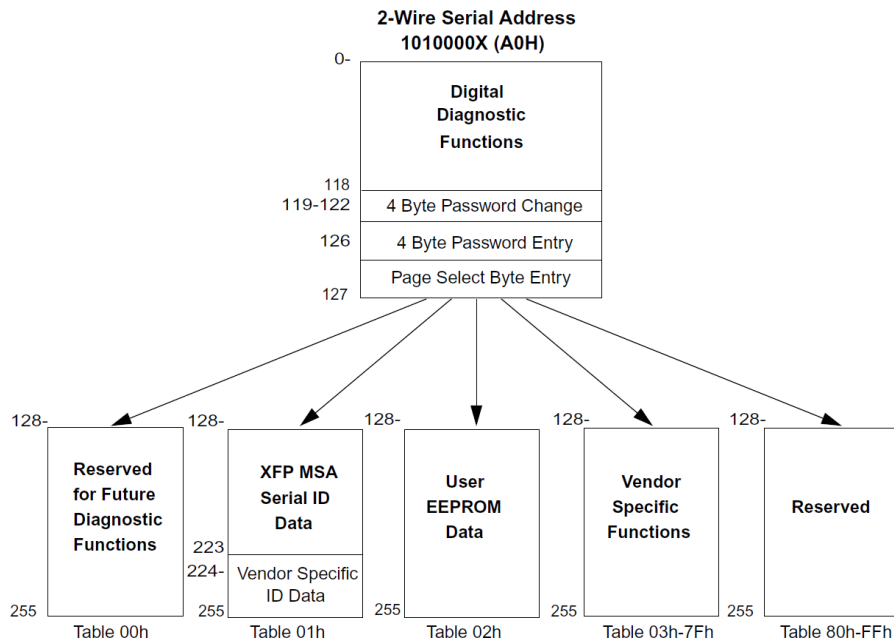 2-Wire Serial Address
1010000X (A0H)
0-
Digital
Diagnostic
Functions
118
119-122
4 Byte Password Change
126
4 Byte Password Entry
Page Select Byte Entry
127
128-
Reserved
for Future
Diagnostic
Functions
255
Table 00h
128-
XFP MSA
Serial ID
Data
223
224-
Vendor Specific
ID Data
255
Table 01h
128-
User
EEPROM
Data
255
Table 02h
128-
Vendor
Specific
Functions
255
Table 03h-7Fh
128-
Reserved
255
Table 80h-FFh